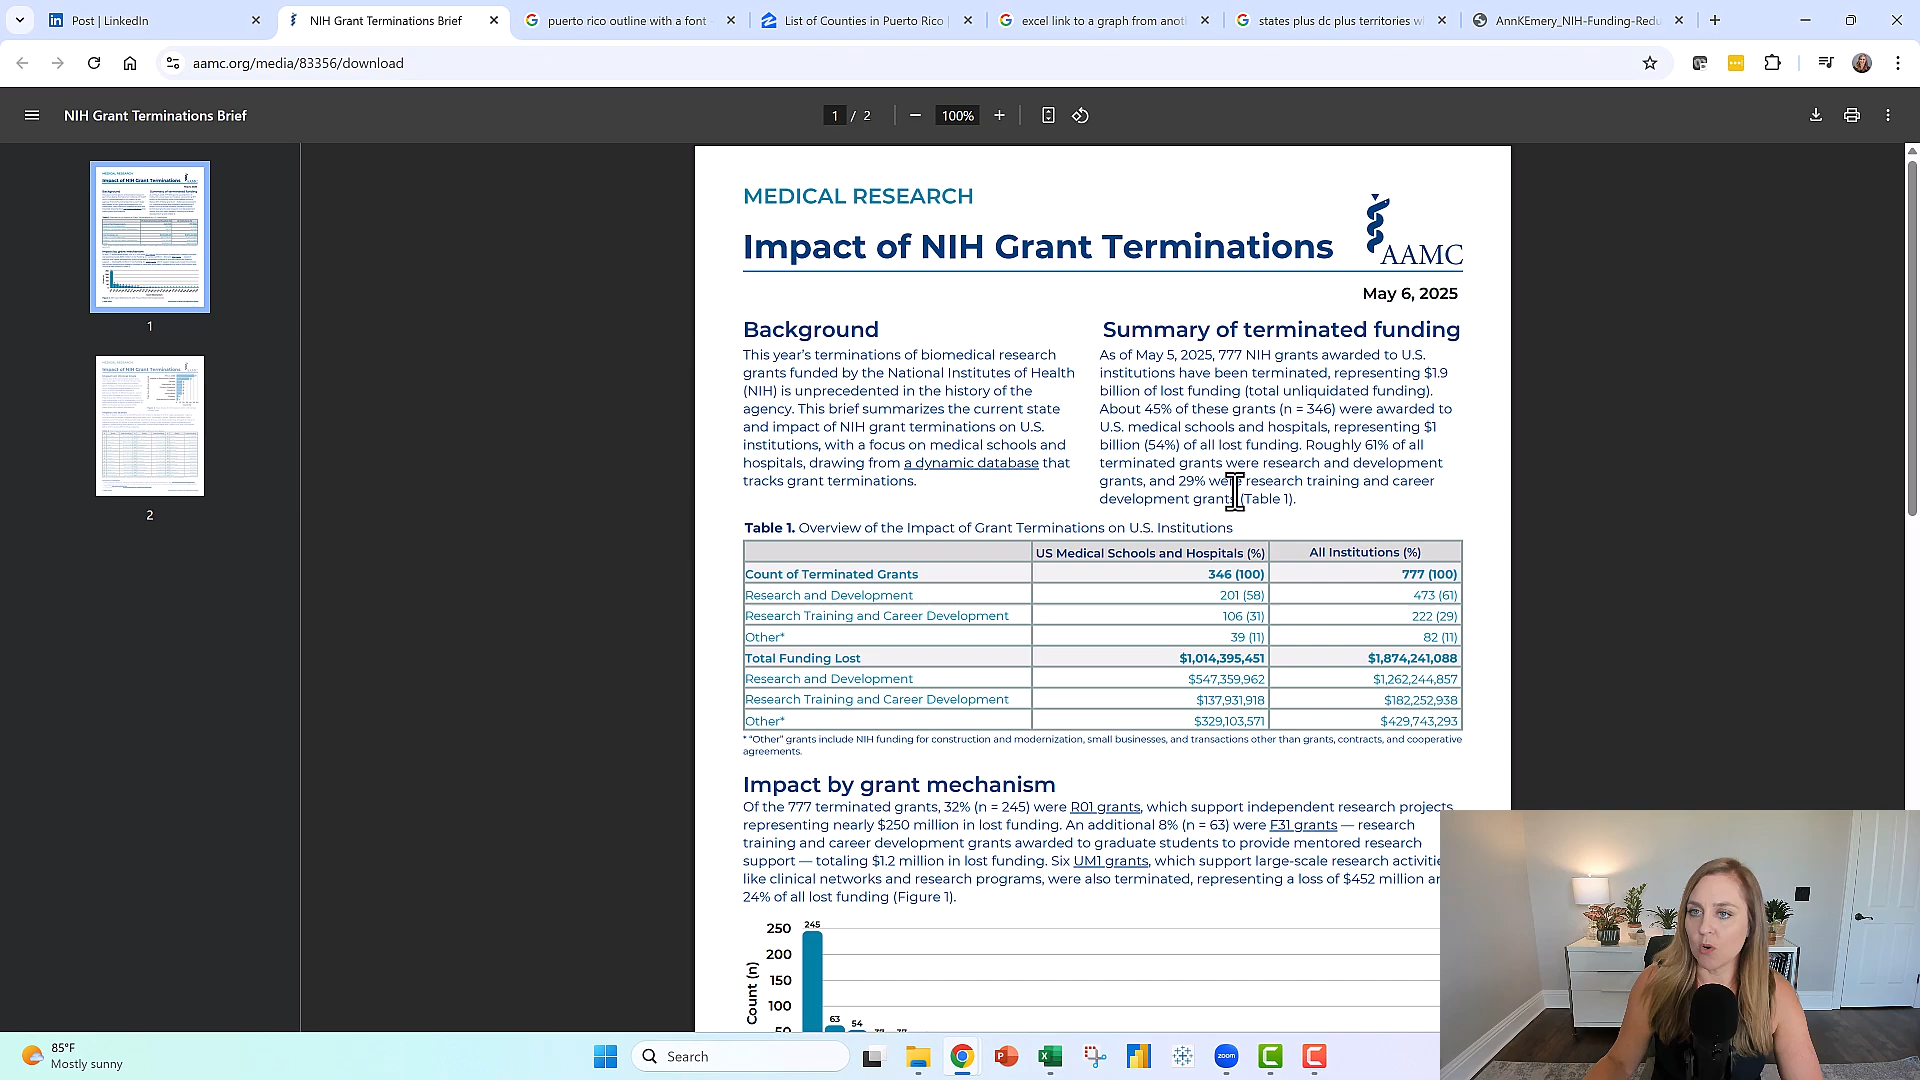 Post | LinkedIn
NIH Grant Terminations Brief
puerto rico outline with a font
List of Counties in Puerto Rico
excel link to a graph from anot
states plus dc plus territories w
AnnKEmery_NIH-Funding-Redu
aamc.org/media/83356/download
NIH Grant Terminations Brief
1 / 2
100%
1
2
MEDICAL RESEARCH
Impact of NIH Grant Terminations
AAMC
May 6, 2025
Background
This year's terminations of biomedical research
grants funded by the National Institutes of Health
(NIH) is unprecedented in the history of the
agency. This brief summarizes the current state
and impact of NIH grant terminations on U.S.
institutions, with a focus on medical schools and
hospitals, drawing from a dynamic database that
tracks grant terminations.
Summary of terminated funding
As of May 5, 2025, 777 NIH grants awarded to U.S.
institutions have been terminated, representing $1.9
billion of lost funding (total unliquidated funding).
About 45% of these grants (n = 346) were awarded to
U.S. medical schools and hospitals, representing $1
billion (54%) of all lost funding. Roughly 61% of all
terminated grants were research and development
grants, and 29% were research training and career
development grants (Table 1).
Table 1. Overview of the Impact of Grant Terminations on U.S. Institutions
US Medical Schools and Hospitals (%) All Institutions (%)
Count of Terminated Grants 346 (100) 777 (100)
Research and Development 201 (58) 473 (61)
Research Training and Career Development 106 (31) 222 (29)
Other* 39 (11) 82 (11)
Total Funding Lost $1,014,395,451 $1,874,241,088
Research and Development $547,359,962 $1,262,244,857
Research Training and Career Development $137,931,918 $182,252,938
Other* $329,103,571 $429,743,293
* "Other" grants include NIH funding for construction and modernization, small businesses, and transactions other than grants, contracts, and cooperative
agreements.
Impact by grant mechanism
Of the 777 terminated grants, 32% (n = 245) were R01 grants, which support independent research projects
representing nearly $250 million in lost funding. An additional 8% (n = 63) were F31 grants — research
training and career development grants awarded to graduate students to provide mentored research
support — totaling $1.2 million in lost funding. Six UM1 grants, which support large-scale research activitie
like clinical networks and research programs, were also terminated, representing a loss of $452 million an
24% of all lost funding (Figure 1).
Count (n)
250
200
150
100
50
245
63
54
85°F
Mostly sunny
Search
zoom